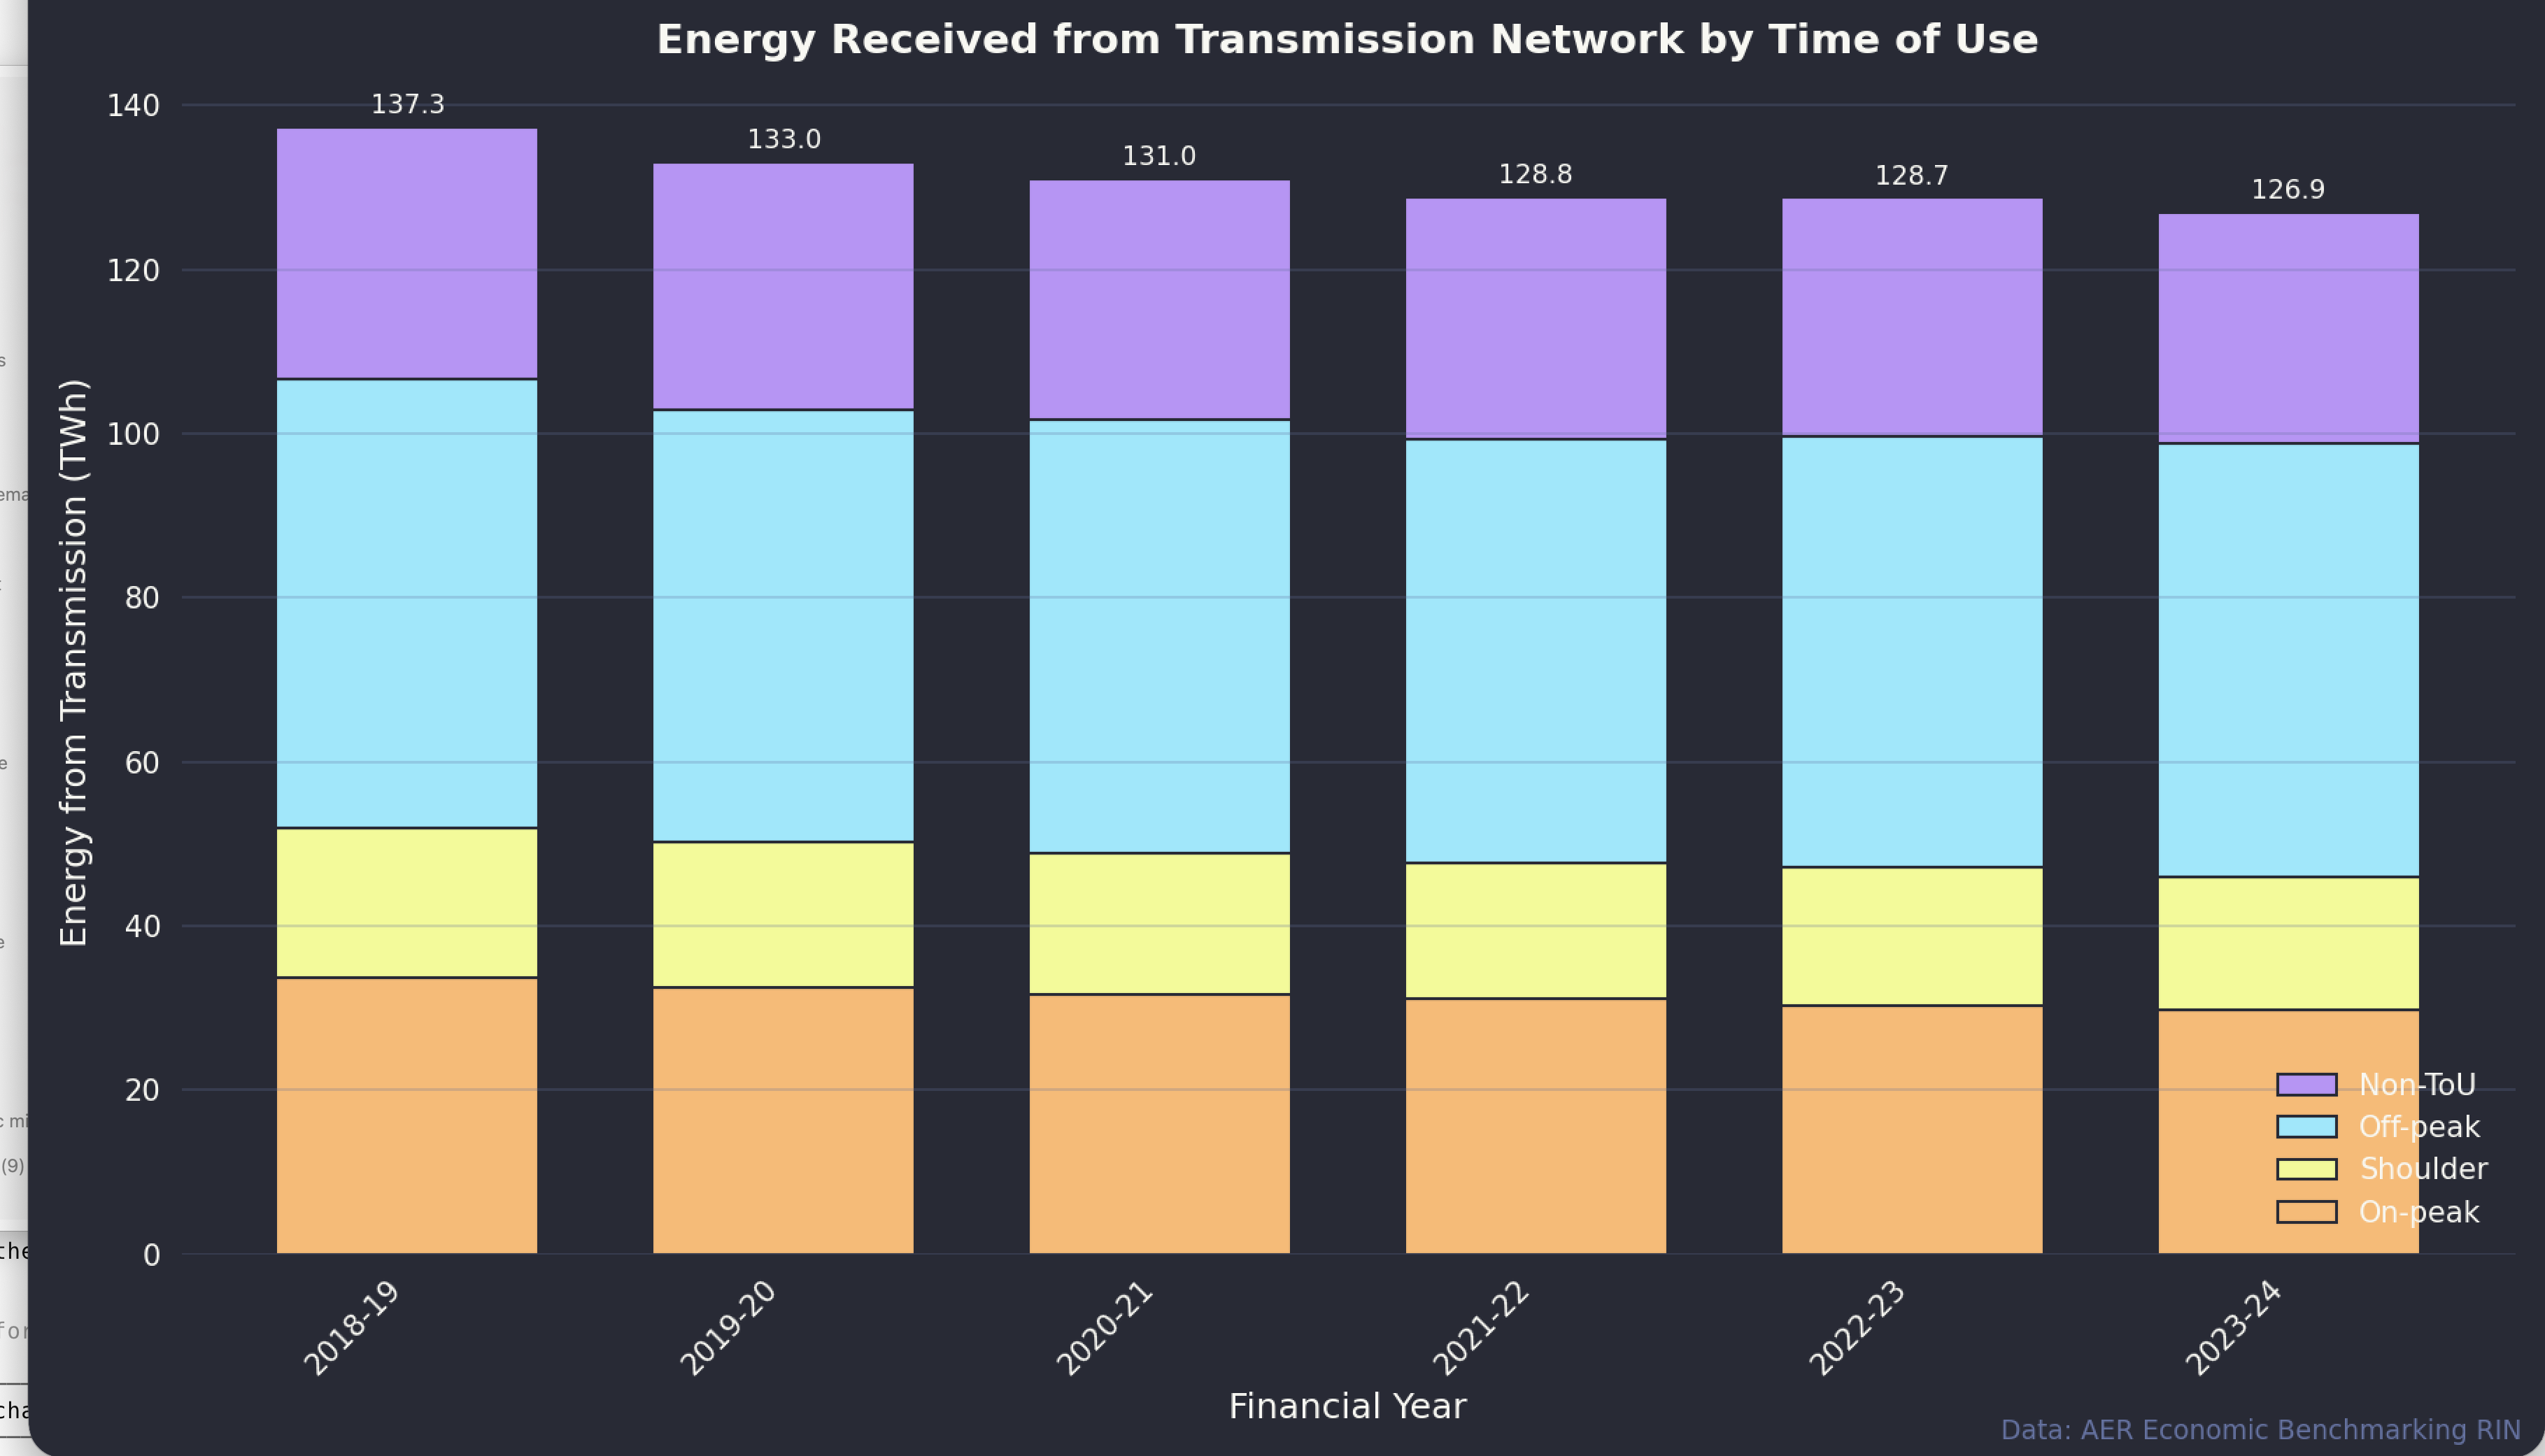 Energy Received from Transmission Network by Time of Use
137.3
133.0
131.0
128.8
128.7
126.9
140
120
100
80
60
40
20
0
Energy from Transmission (TWh)
Non-ToU
Off-peak
Shoulder
On-peak
2018-19
2019-20
2020-21
2021-22
2022-23
2023-24
Financial Year
Data: AER Economic Benchmarking RIN
(9)